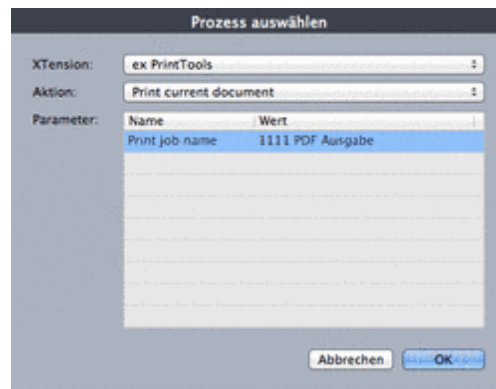 Prozess auswählen
XTension: ex PrintTools
Aktion: Print current document
Parameter: Name Wert
Print job name 1111 PDF Ausgabe
Abbrechen OK